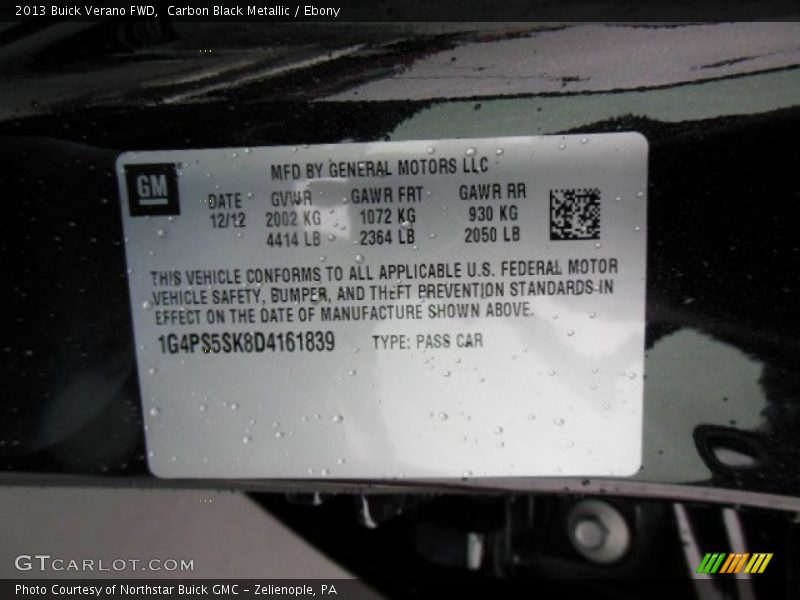 2013 Buick Verano FWD, Carbon Black Metallic / Ebony
GM
MFD BY GENERAL MOTORS LLC
DATE GVWR GAWR FRT GAWR RR
12/12 2002 KG 1072 KG 930 KG
4414 LB 2364 LB 2050 LB
THIS VEHICLE CONFORMS TO ALL APPLICABLE U.S. FEDERAL MOTOR
VEHICLE SAFETY, BUMPER, AND THEFT PREVENTION STANDARDS IN
EFFECT ON THE DATE OF MANUFACTURE SHOWN ABOVE.
1G4PS5SK8D4161839 TYPE: PASS CAR
GTCARLOT.COM
Photo Courtesy of Northstar Buick GMC - Zelienople, PA